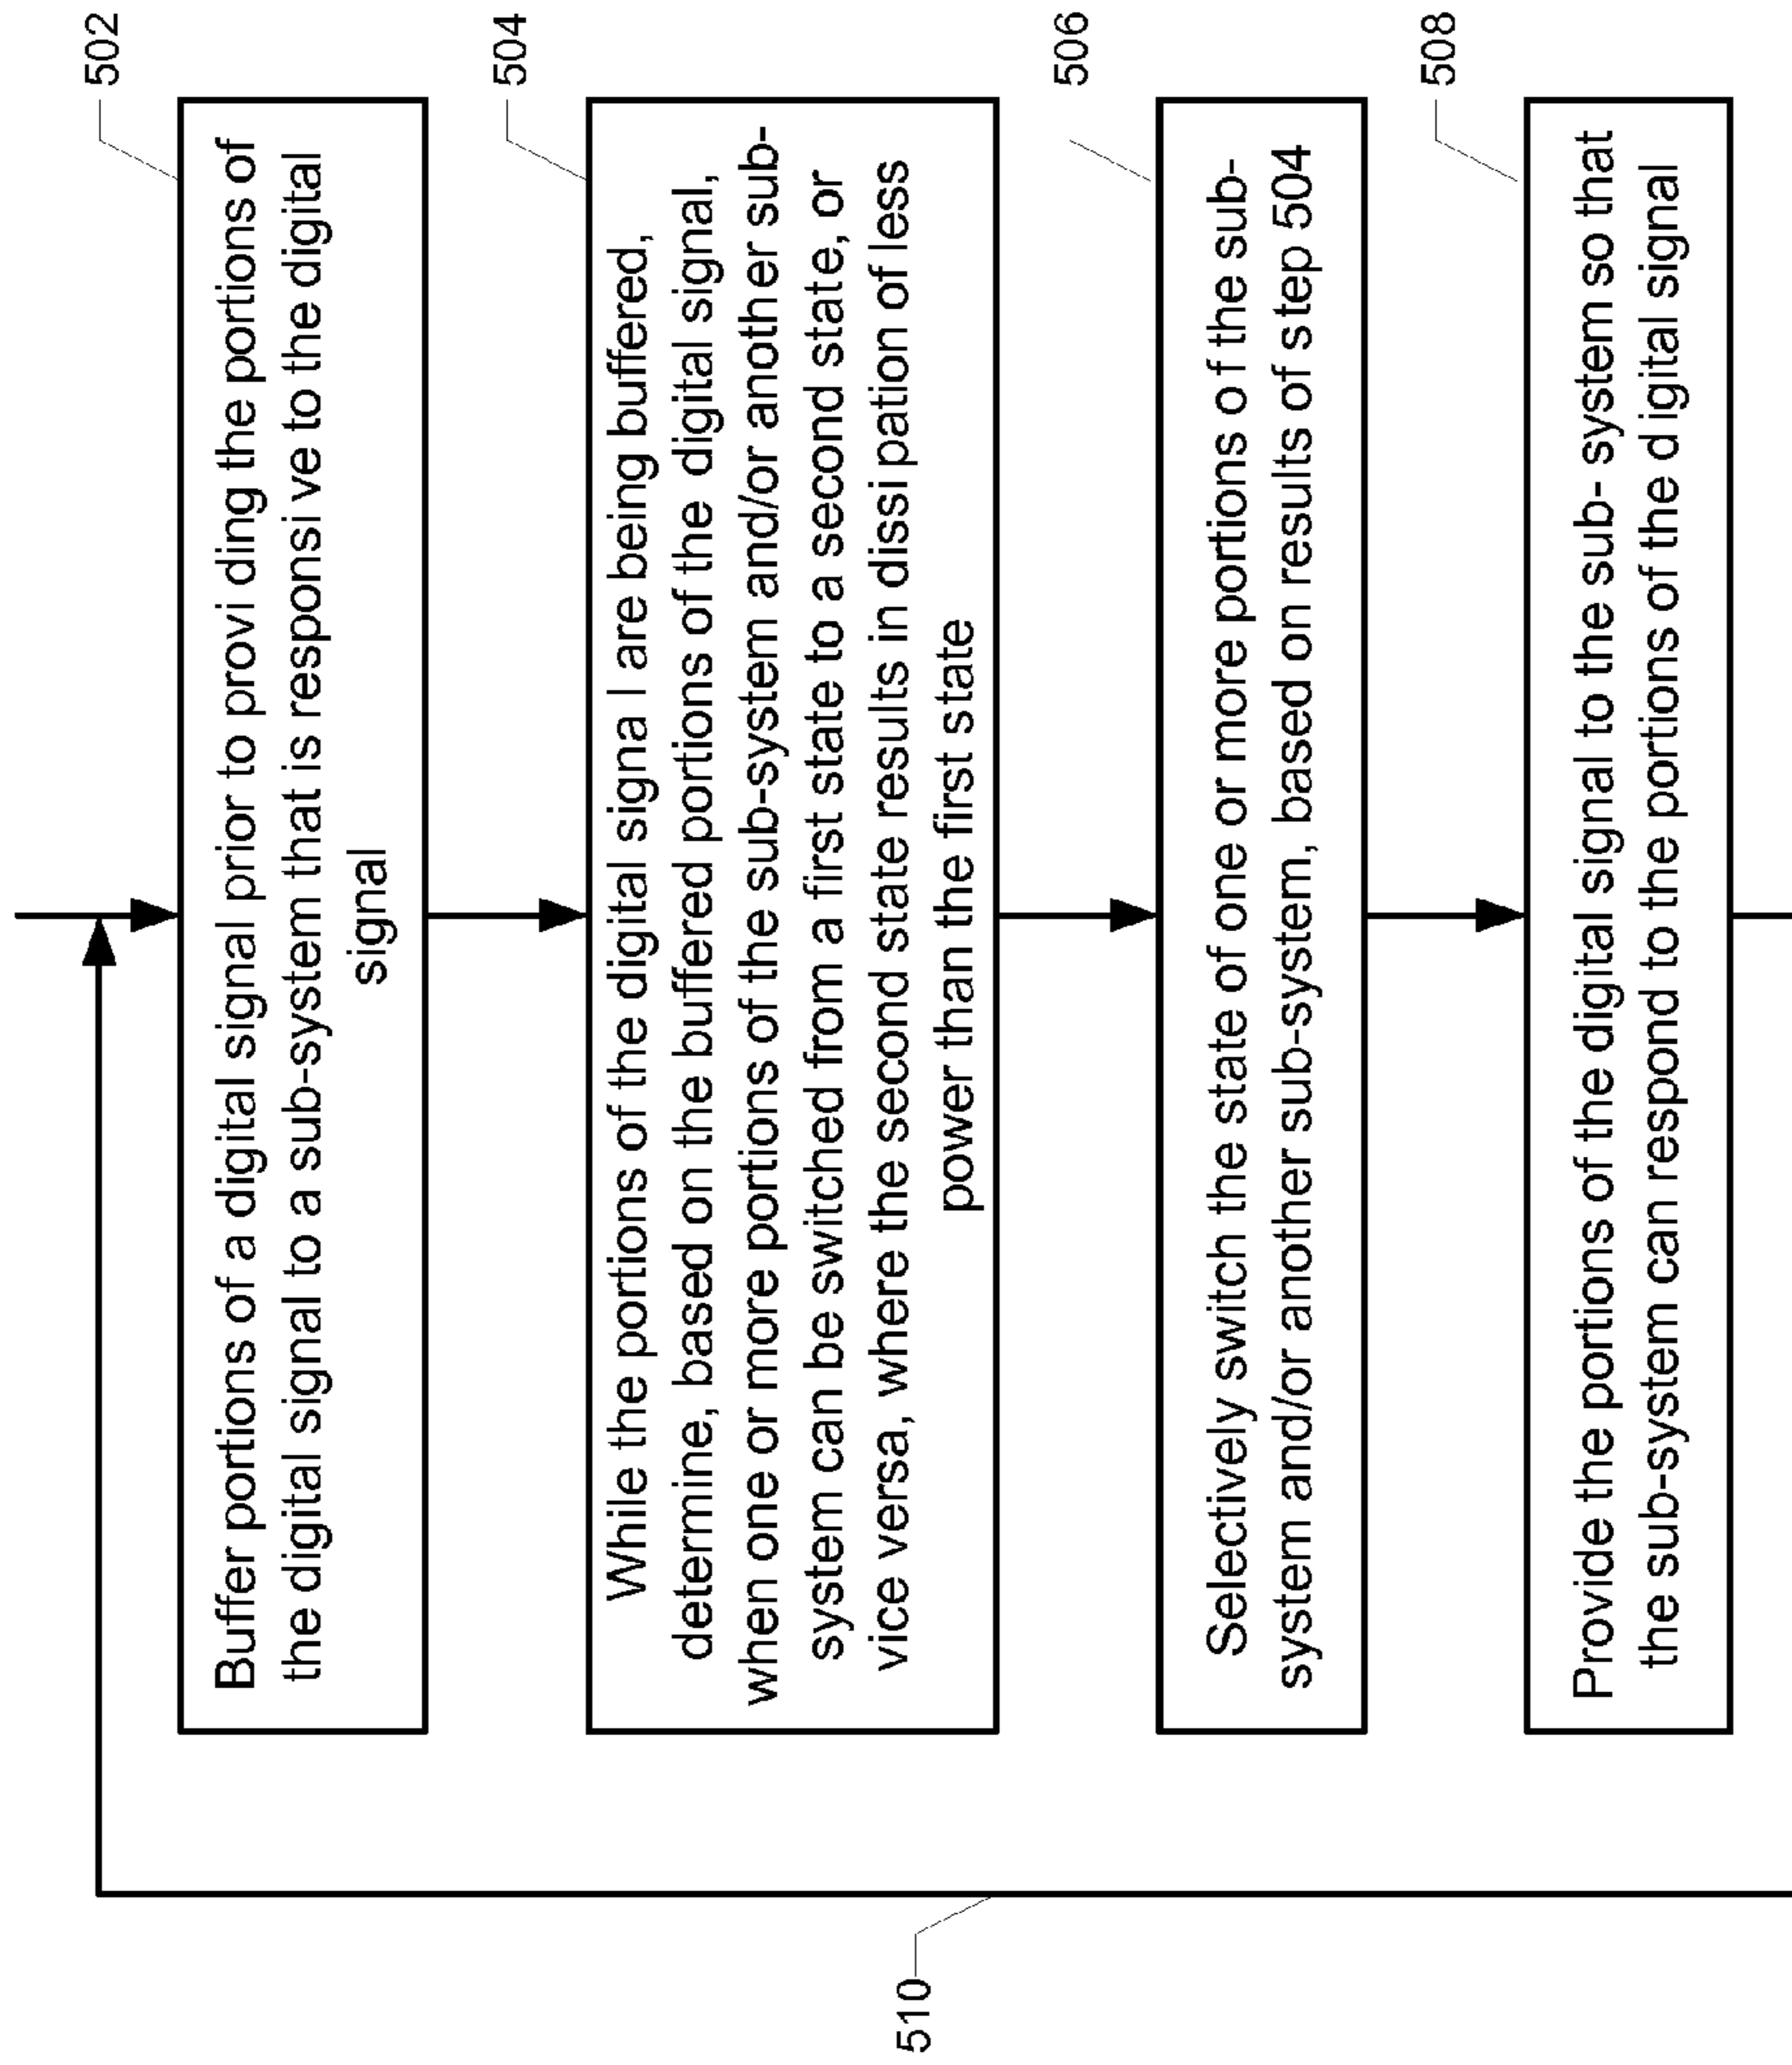 502
Buffer portions of a digital signal prior to provi ding the portions of
the digital signal to a sub-system that is responsi ve to the digital
signal
504
While the portions of the digital signa l are being buffered,
determine, based on the buffered portions of the digital signal,
when one or more portions of the sub-system and/or another sub-
system can be switched from a first state to a second state, or
vice versa, where the second state results in dissi pation of less
power than the first state
506
Selectively switch the state of one or more portions of the sub-
system and/or another sub-system, based on results of step 504
508
Provide the portions of the digital signal to the sub- system so that
the sub-system can respond to the portions of the digital signal
510